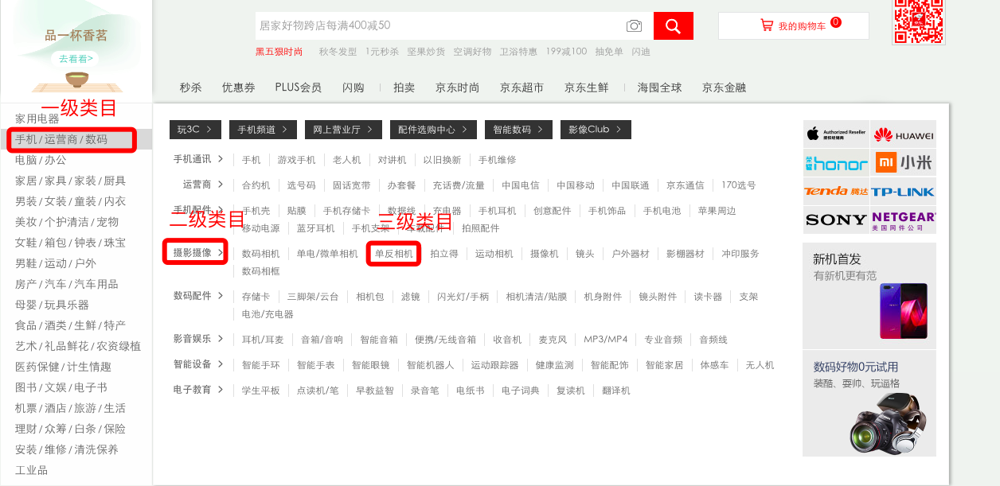 品一杯香茗
去看看>
居家好物跨店每满400减50
我的购物车 0
黑五狠时尚 秋冬发型 1元秒杀 坚果炒货 空调好物 卫浴特惠 199减100 抽免单 闪迪
秒杀 优惠券 PLUS会员 闪购 拍卖 京东时尚 京东超市 京东生鲜 海囤全球 京东金融
一级类目
家用电器
手机 / 运营商 / 数码
电脑 / 办公
家居 / 家具 / 家装 / 厨具
男装 / 女装 / 童装 / 内衣
美妆 / 个护清洁 / 宠物
女鞋 / 箱包 / 钟表 / 珠宝
男鞋 / 运动 / 户外
房产 / 汽车 / 汽车用品
母婴 / 玩具乐器
食品 / 酒类 / 生鲜 / 特产
艺术 / 礼品鲜花 / 农资绿植
医药保健 / 计生情趣
图书 / 文娱 / 电子书
机票 / 酒店 / 旅游 / 生活
理财 / 众筹 / 白条 / 保险
安装 / 维修 / 清洗保养
工业品
玩3C > 手机频道 > 网上营业厅 > 配件选购中心 > 智能数码 > 影像Club >
手机通讯 > 手机 游戏手机 老人机 对讲机 以旧换新 手机维修
运营商 > 合约机 选号码 固话宽带 办套餐 充话费/流量 中国电信 中国移动 中国联通 京东通信 170选号
手机配件 > 手机壳 贴膜 手机存储卡 数据线 充电器 手机耳机 创意配件 手机饰品 手机电池 苹果周边
二级类目 三级类目
移动电源 蓝牙耳机 手机支架 车载配件 拍照配件
摄影摄像 > 数码相机 单电/微单相机 单反相机 拍立得 运动相机 摄像机 镜头 户外器材 影棚器材 冲印服务
数码相框
数码配件 > 存储卡 三脚架/云台 相机包 滤镜 闪光灯/手柄 相机清洁/贴膜 机身附件 镜头附件 读卡器 支架
电池/充电器
影音娱乐 > 耳机/耳麦 音箱/音响 智能音箱 便携/无线音箱 收音机 麦克风 MP3/MP4 专业音频 音频线
智能设备 > 智能手环 智能手表 智能眼镜 智能机器人 运动跟踪器 健康监测 智能配饰 智能家居 体感车 无人机
电子教育 > 学生平板 点读机/笔 早教益智 录音笔 电纸书 电子词典 复读机 翻译机
Authorized Reseller
授权经销商
HUAWEI
荣耀 honor
mi 小米
Tenda 腾达
TP-LINK
SONY
NETGEAR
美国网件公司
新机首发
有新机更有范
数码好物0元试用
装酷、耍帅、玩逼格